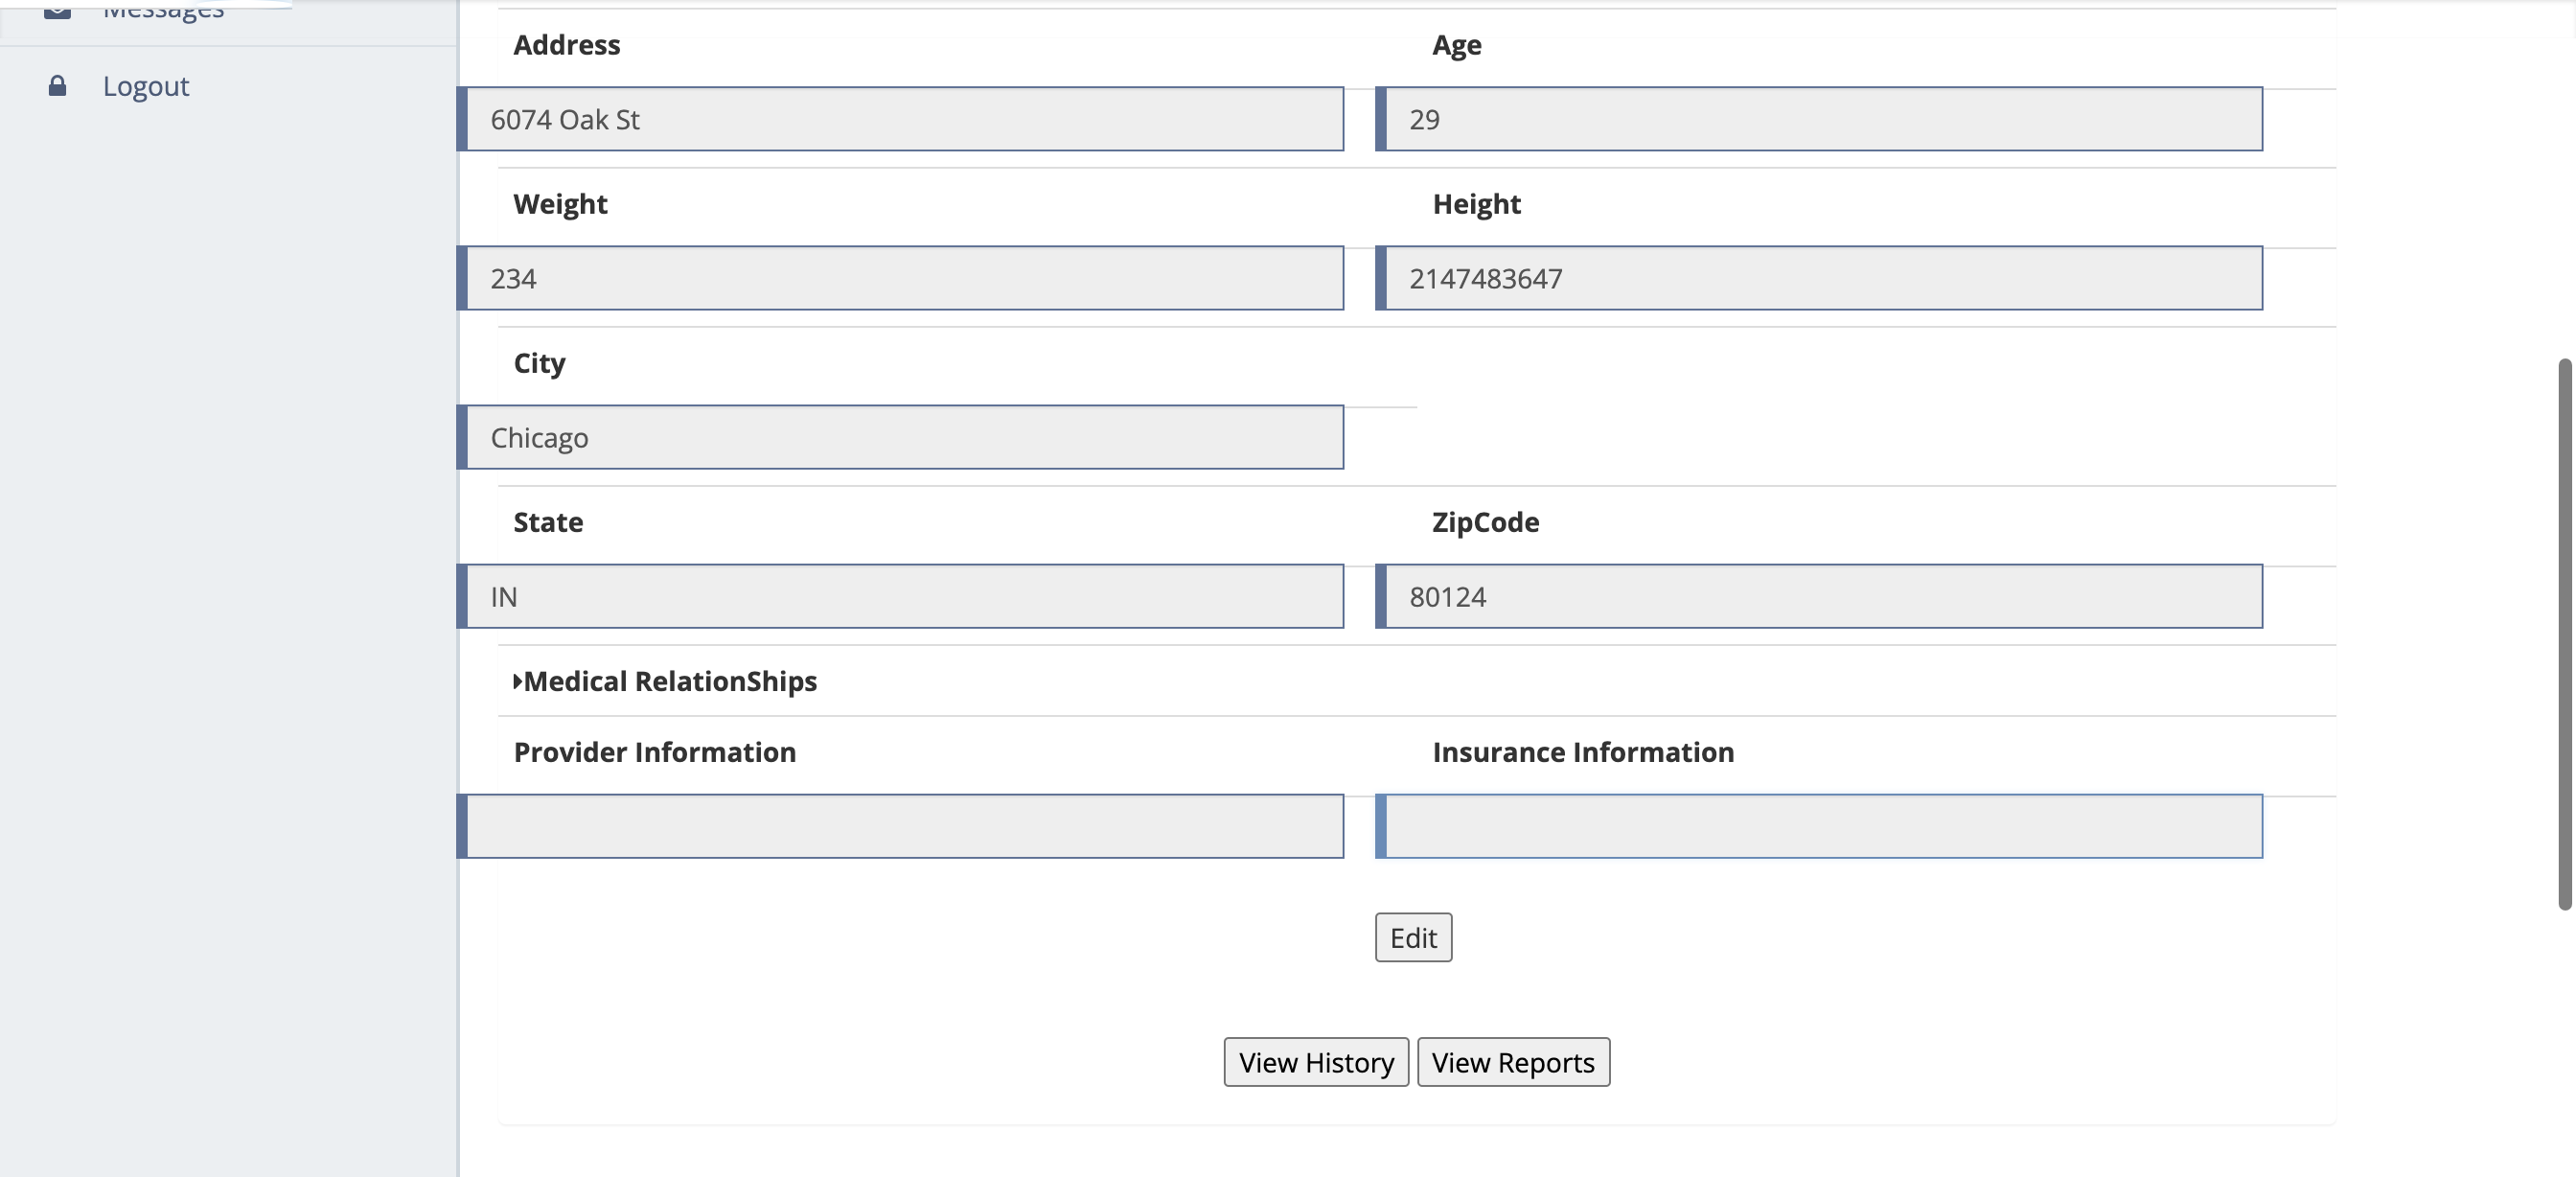 Messages
Logout
Address Age
6074 Oak St 29
Weight Height
234 2147483647
City
Chicago
State ZipCode
IN 80124
Medical RelationShips
Provider Information Insurance Information
Edit
View History View Reports